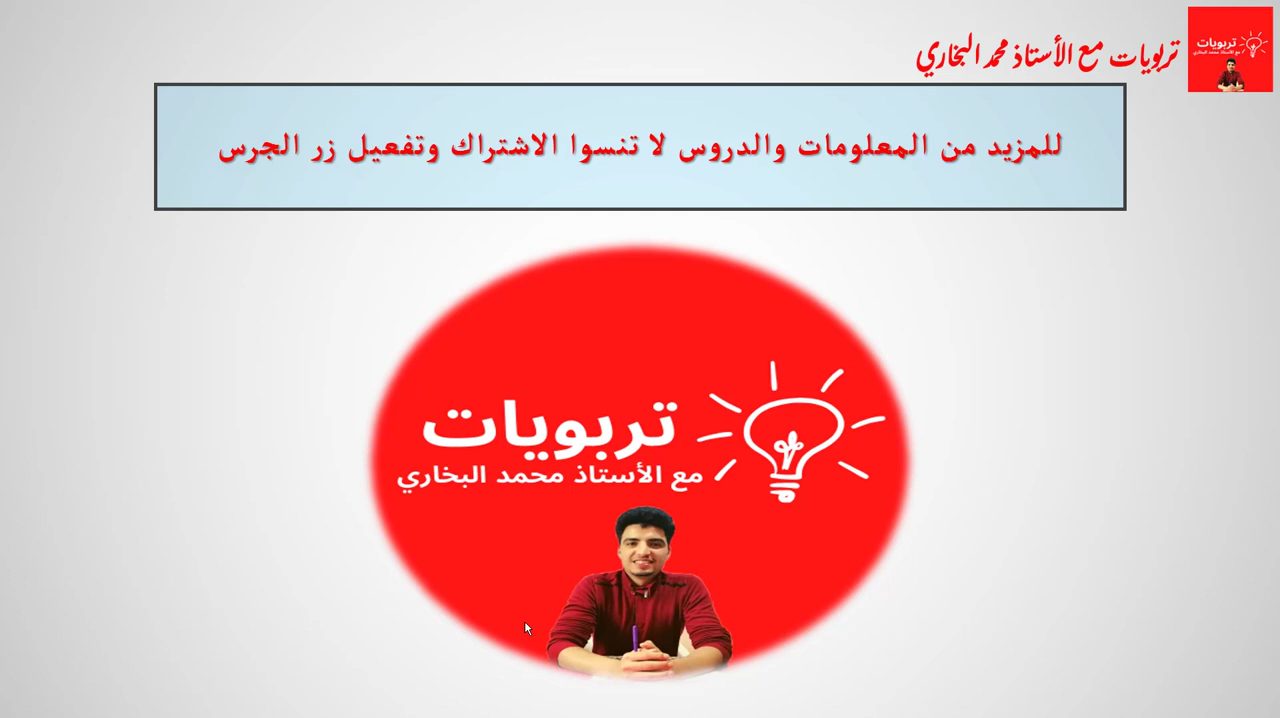 تربويات مع الأستاذ محمد البخاري
تربويات
مع الأستاذ محمد البخاري
للمزيد من المعلومات والدروس لا تنسوا الاشتراك وتفعيل زر الجرس
تربويات
مع الأستاذ محمد البخاري